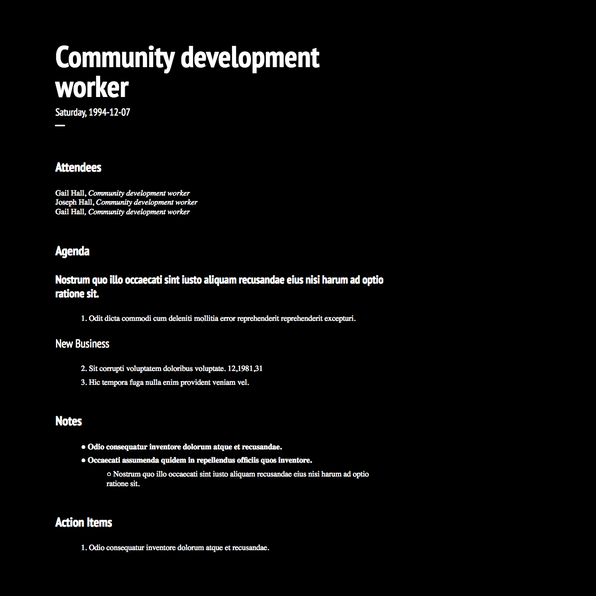 Community development
worker
Saturday, 1994-12-07
Attendees
Gail Hall, Community development worker
Joseph Hall, Community development worker
Gail Hall, Community development worker
Agenda
Nostrum quo illo occaecati sint iusto aliquam recusandae eius nisi harum ad optio
ratione sit.
1. Odit dicta commodi cum deleniti mollitia error reprehenderit reprehenderit excepturi.
New Business
2. Sit corrupti voluptatem doloribus voluptate. 12,1981,31
3. Hic tempora fuga nulla enim provident veniam vel.
Notes
● Odio consequatur inventore dolorum atque et recusandae.
● Occaecati assumenda quidem in repellendus officiis quos inventore.
○ Nostrum quo illo occaecati sint iusto aliquam recusandae eius nisi harum ad optio
ratione sit.
Action Items
1. Odio consequatur inventore dolorum atque et recusandae.